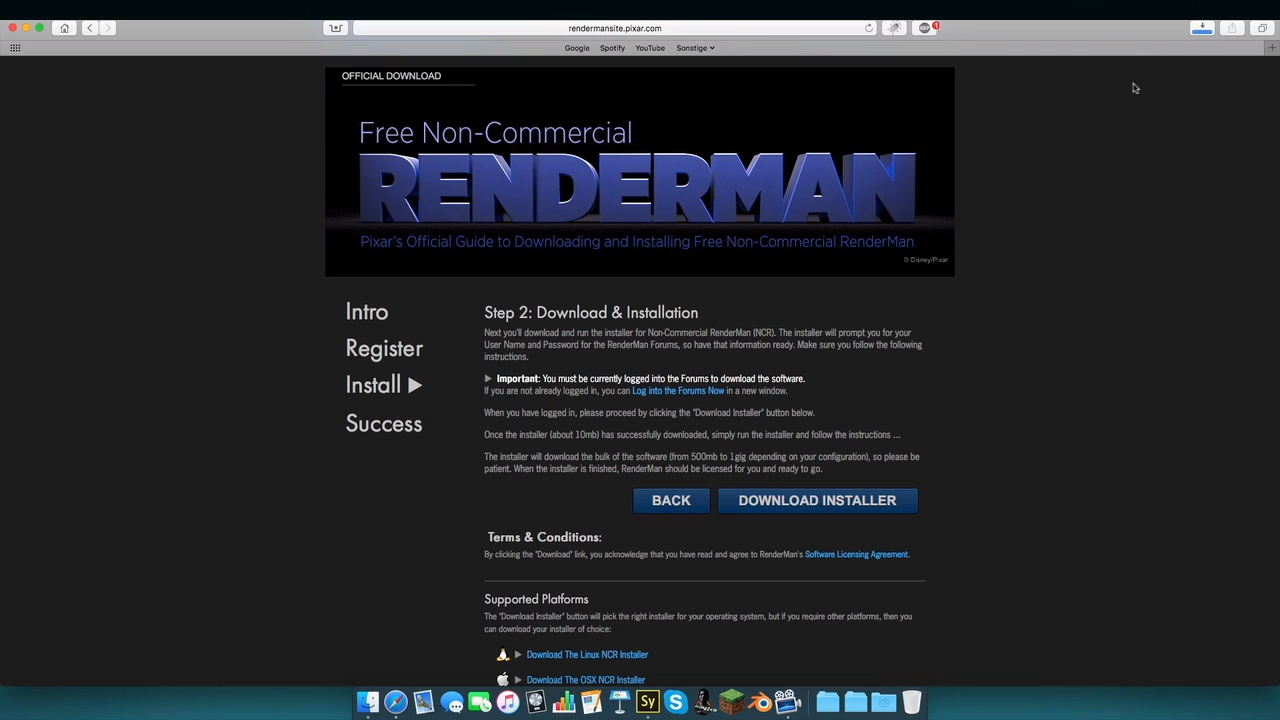 rendermansite.pixar.com
1
Google Spotify YouTube Sonstige
OFFICIAL DOWNLOAD
Free Non-Commercial
RENDERMAN
Pixar's Official Guide to Downloading and Installing Free Non-Commercial RenderMan
© Disney/Pixar
Intro
Register
Install
Success
Step 2: Download & Installation
Next you'll download and run the installer for Non-Commercial RenderMan (NCR). The installer will prompt you for your
User Name and Password for the RenderMan Forums, so have that information ready. Make sure you follow the following
instructions.
Important: You must be currently logged into the Forums to download the software.
If you are not already logged in, you can Log into the Forums Now in a new window.
When you have logged in, please proceed by clicking the "Download Installer" button below.
Once the installer (about 10mb) has successfully downloaded, simply run the installer and follow the instructions ...
The installer will download the bulk of the software (from 500mb to 1gig depending on your configuration), so please be
patient. When the installer is finished, RenderMan should be licensed for you and ready to go.
BACK DOWNLOAD INSTALLER
Terms & Conditions:
By clicking the "Download" link, you acknowledge that you have read and agree to RenderMan's Software Licensing Agreement.
Supported Platforms
The "Download Installer" button will pick the right installer for your operating system, but if you require other platforms, then you
can download your installer of choice:
Download The Linux NCR Installer
Download The OSX NCR Installer
Sy